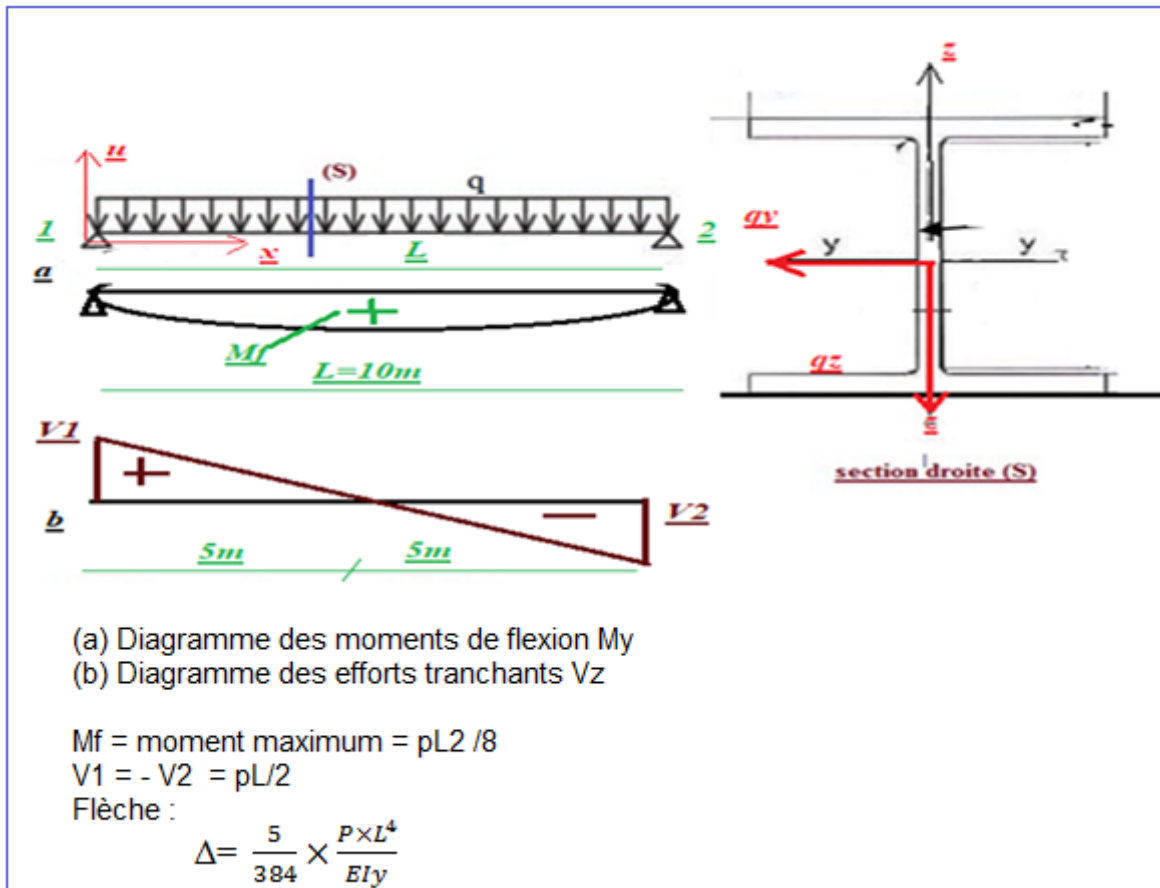 z
u
(S)
q
1
2
qy
y
y
x
L
a
Mf
L=10m
qz
V1
section droite (S)
b
V2
5m
5m
(a) Diagramme des moments de flexion My
(b) Diagramme des efforts tranchants Vz
Mf = moment maximum = pL2 /8
V1 = - V2 = pL/2
Flèche :
Δ= 5/384 × P×L⁴/EIy